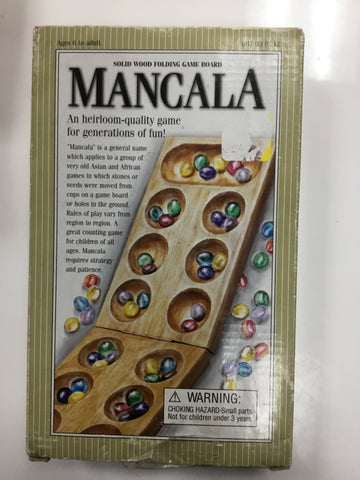 Ages 6 to adult
SOLID WOOD FOLDING GAME BOARD
MANCALA
An heirloom-quality game
for generations of fun!
"Mancala" is a general name
which applies to a group of
very old Asian and African
games in which stones or
seeds were moved from
cups on a game board
or holes in the ground.
Rules of play vary from
region to region. A
great counting game
for children of all
ages. Mancala
requires strategy
and patience.
WARNING:
CHOKING HAZARD-Small parts
Not for children under 3 years.